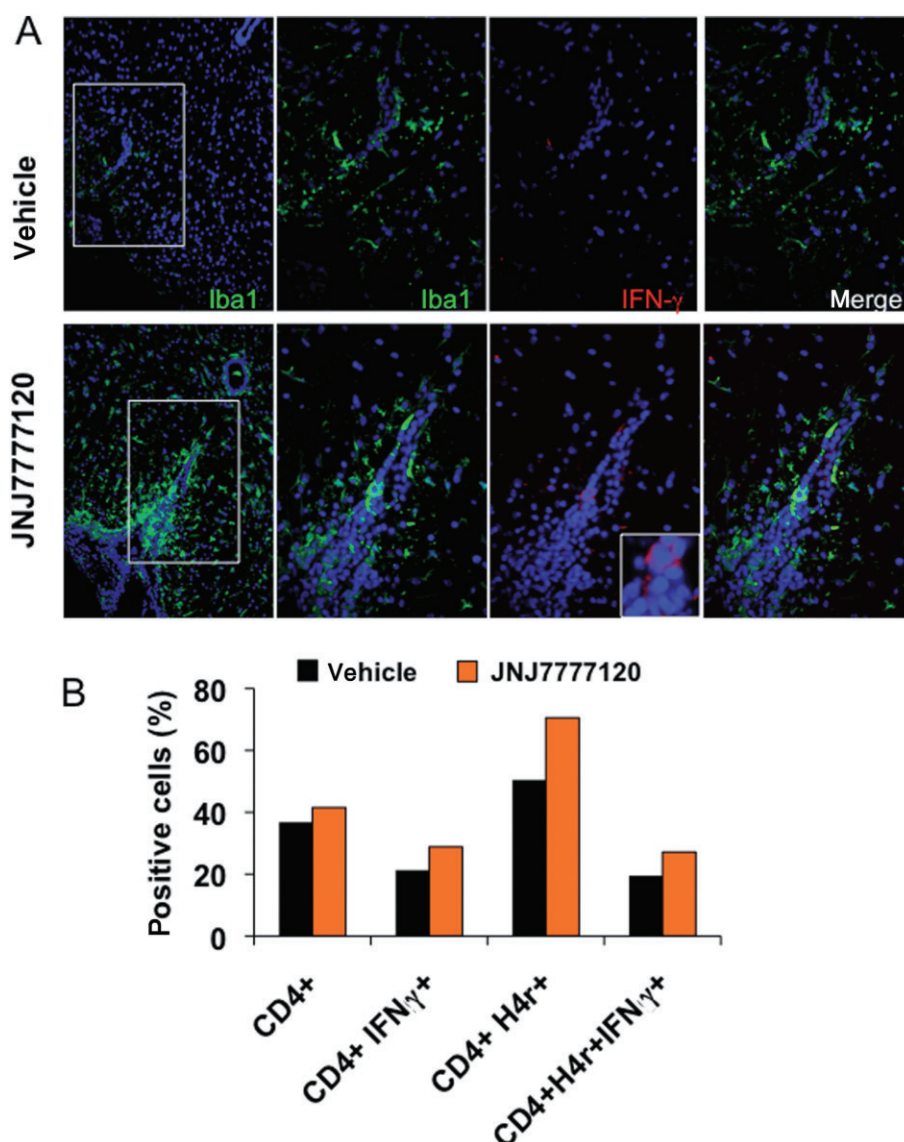 A
Vehicle
Iba1
Iba1
IFN-γ
Merge
JNJ7777120
B
Vehicle
JNJ7777120
Positive cells (%)
80
60
40
20
0
CD4+
CD4+ IFNγ+
CD4+ H4r+
CD4+H4r+IFNγ+